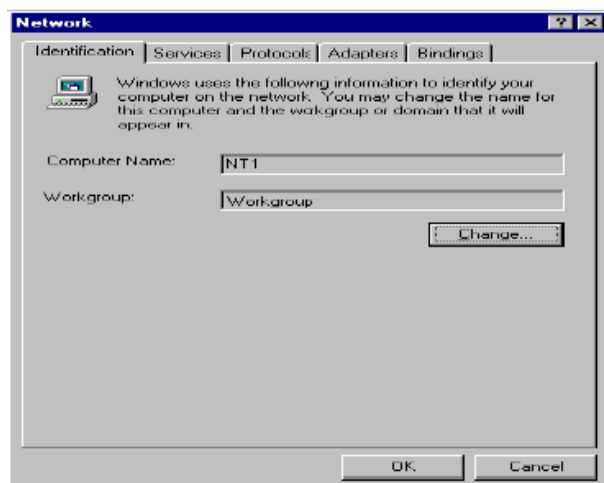 Network
Identification Services Protocols Adapters Bindings
Windows uses the followng information to identify your
computer on the network. You may change the name for
this computer and the workgroup or domain that it will
appear in.
Computer Name: NT1
Workgroup: Workgroup
Change...
OK Cancel